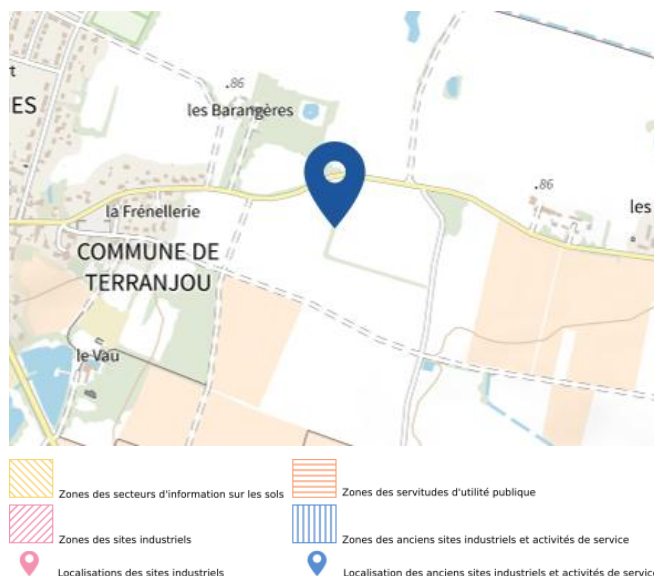 t
.86
ES
les Barangères
.86
la Frénellerie
les
COMMUNE DE
TERRANJOU
le Vau
Zones des secteurs d'information sur les sols
Zones des servitudes d'utilité publique
Zones des sites industriels
Zones des anciens sites industriels et activités de service
Localisations des sites industriels
Localisation des anciens sites industriels et activités de service